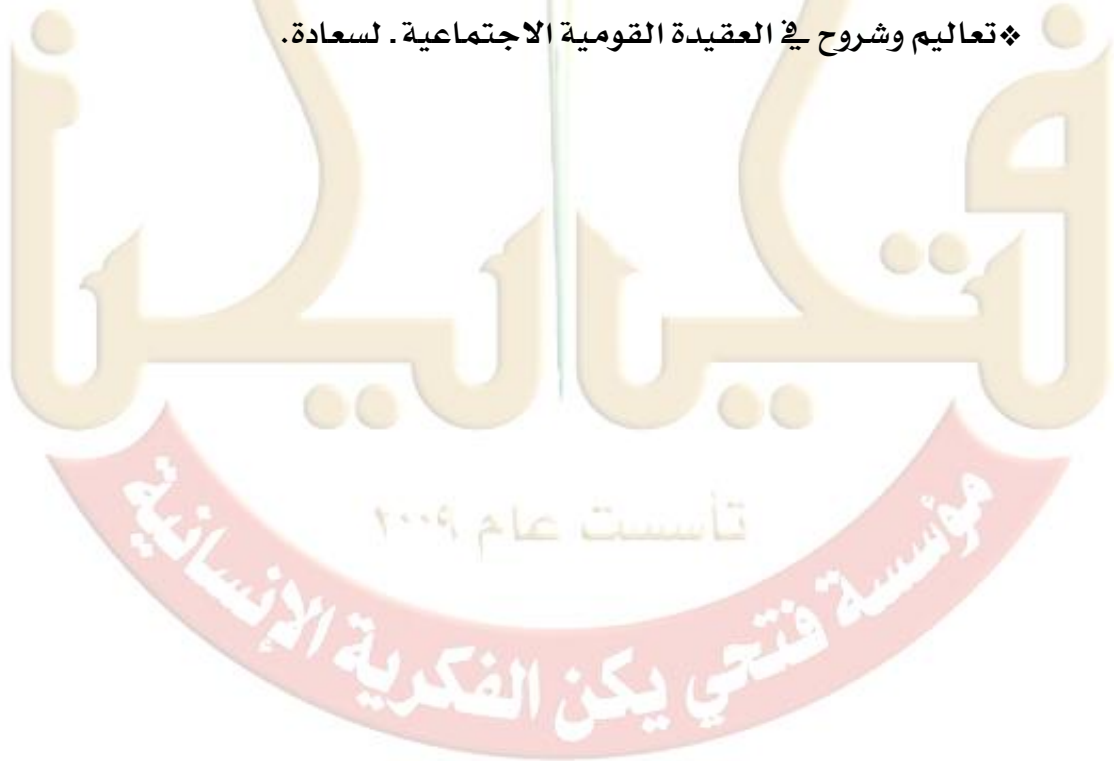 ❖تعاليم وشروح في العقيدة القومية الاجتماعية ـ لسعادة.
تأسست عام ٢٠٠٩
مؤسسة فتحي يكن الفكرية الإنسانية